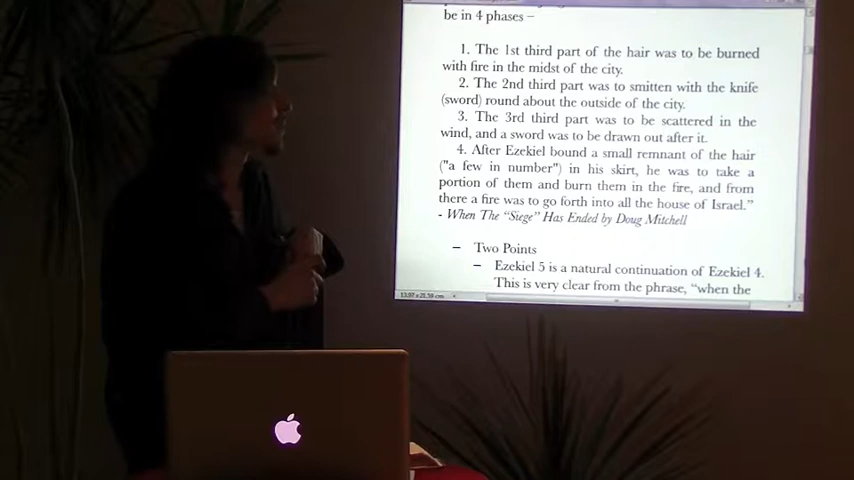 be in 4 phases –
1. The 1st third part of the hair was to be burned
with fire in the midst of the city.
2. The 2nd third part was to smitten with the knife
(sword) round about the outside of the city.
3. The 3rd third part was to be scattered in the
wind, and a sword was to be drawn out after it.
4. After Ezekiel bound a small remnant of the hair
("a few in number") in his skirt, he was to take a
portion of them and burn them in the fire, and from
there a fire was to go forth into all the house of Israel.”
- When The “Siege” Has Ended by Doug Mitchell
– Two Points
– Ezekiel 5 is a natural continuation of Ezekiel 4.
This is very clear from the phrase, “when the